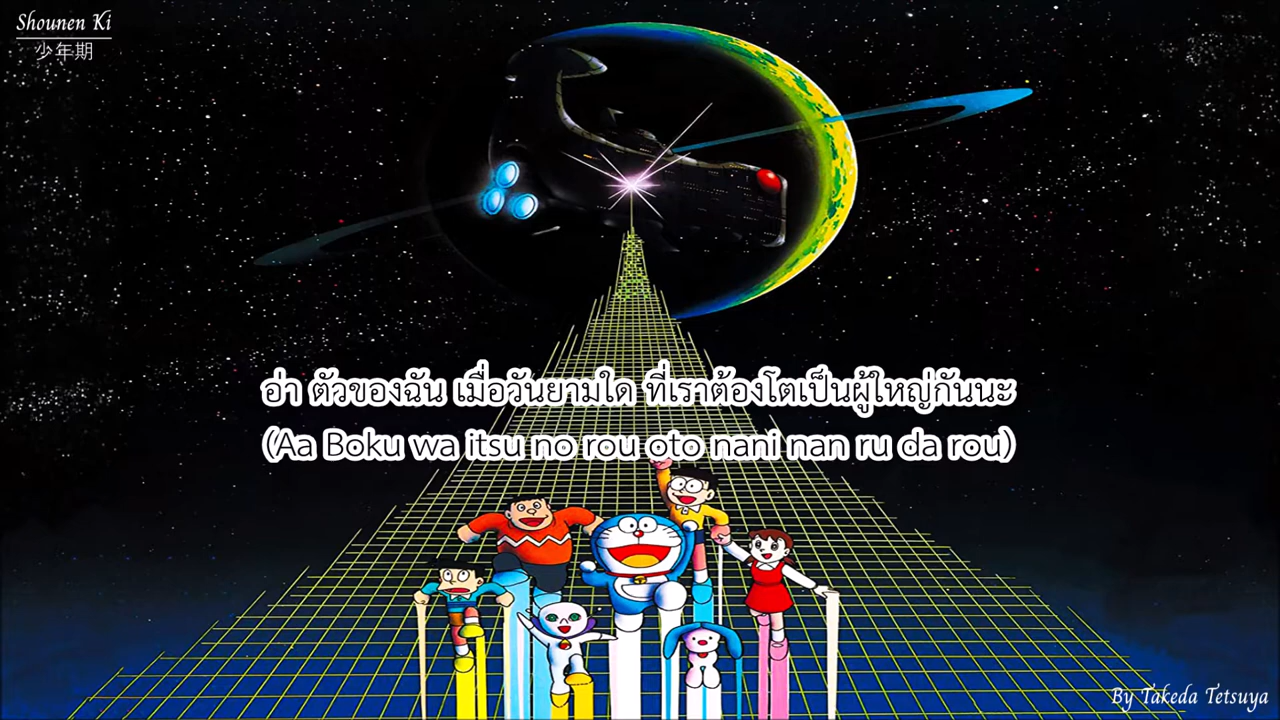 Shounen Ki
少年期
อ่า ตัวของฉัน เมื่อวันยามใด ที่เราต้องโตเป็นผู้ใหญ่กันนะ
(Aa Boku wa itsu no rou oto nani nan ru da rou)
By Takeda Tetsuya